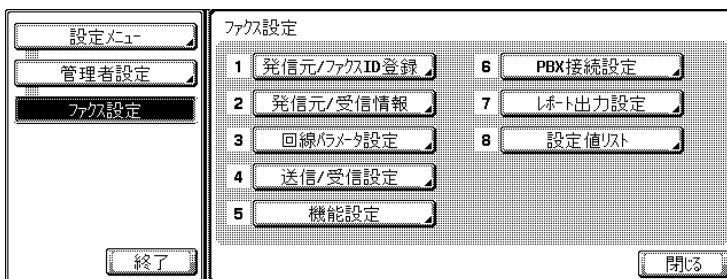 設定メニュー
管理者設定
ファクス設定
終了
ファクス設定
1 発信元/ファクスID登録
2 発信元/受信情報
3 回線パラメータ設定
4 送信/受信設定
5 機能設定
6 PBX接続設定
7 レポート出力設定
8 設定値リスト
閉じる